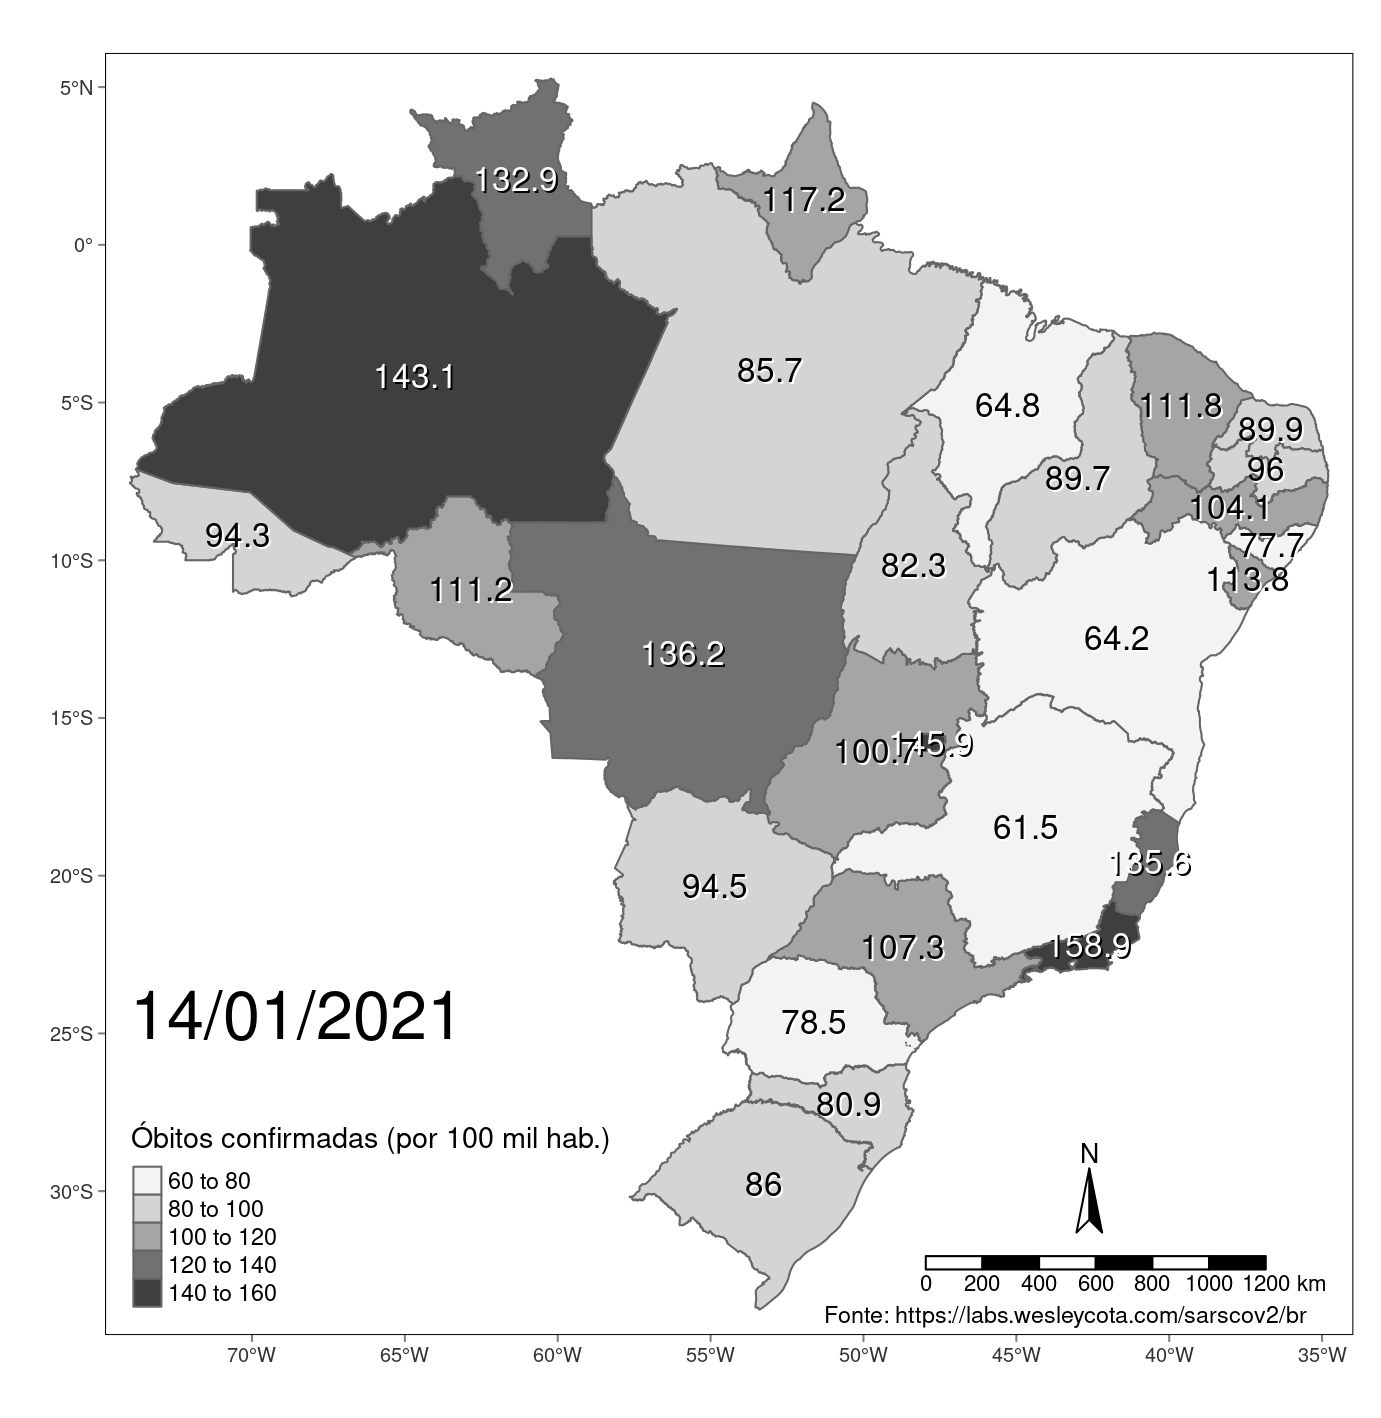 5°N
0°
5°S
10°S
15°S
20°S
25°S
30°S
132.9
117.2
143.1
85.7
64.8
111.8
89.9
96
89.7
104.1
94.3
77.7
82.3
111.2
113.8
64.2
136.2
100.7
145.9
61.5
135.6
94.5
107.3
158.9
78.5
80.9
86
14/01/2021
Óbitos confirmadas (por 100 mil hab.)
60 to 80
80 to 100
100 to 120
120 to 140
140 to 160
N
0 200 400 600 800 1000 1200 km
Fonte: https://labs.wesleycota.com/sarscov2/br
70°W 65°W 60°W 55°W 50°W 45°W 40°W 35°W